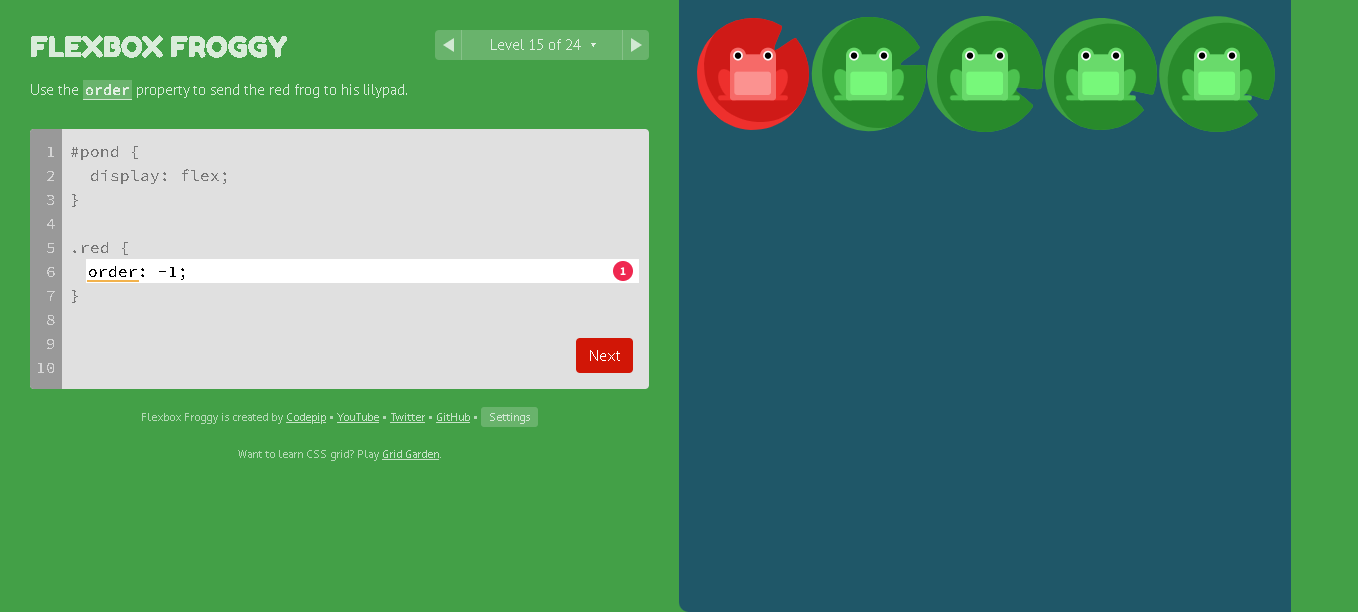 FLEXBOX FROGGY
Level 15 of 24 ▾
Use the order property to send the red frog to his lilypad.
1 #pond {
2 display: flex;
3 }
4
5 .red {
6 order: -1; 1
7 }
8
9
10
Next
Flexbox Froggy is created by Codepip • YouTube • Twitter • GitHub • Settings
Want to learn CSS grid? Play Grid Garden.